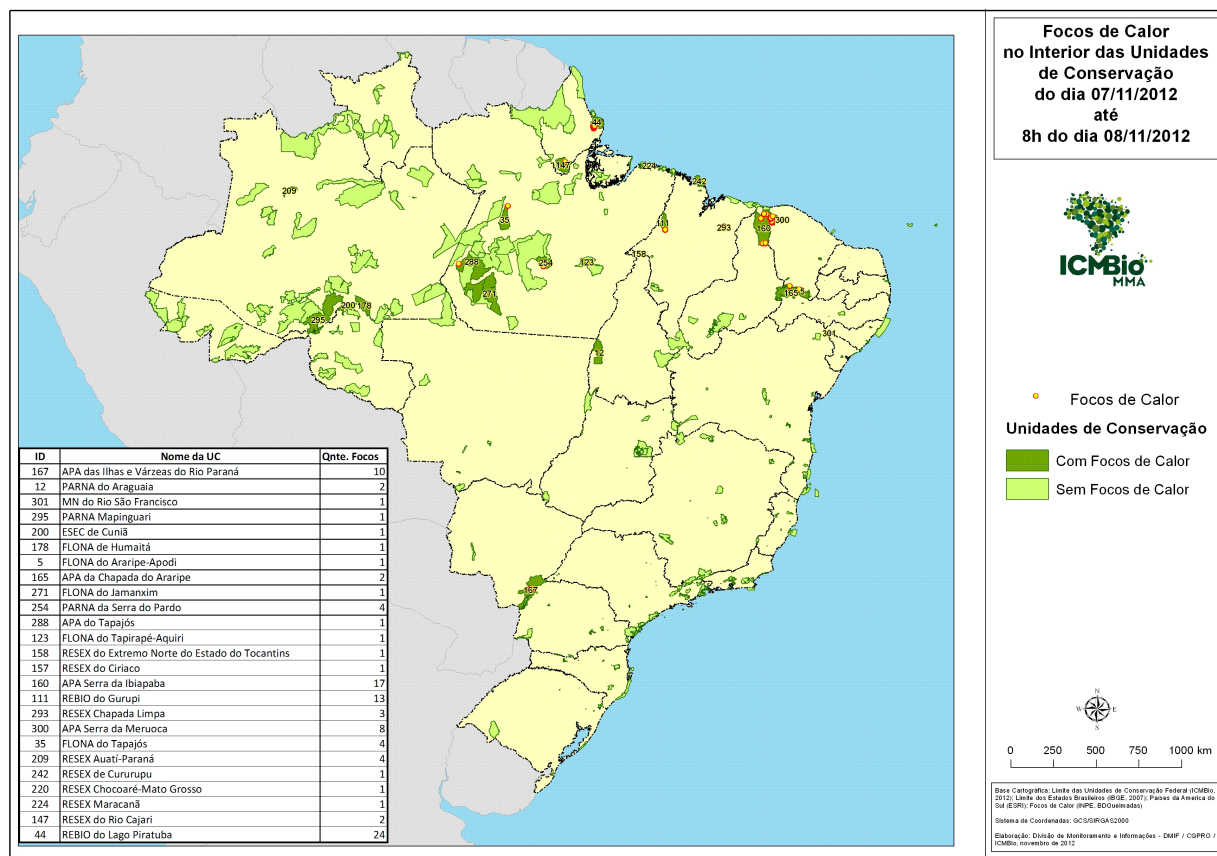 Focos de Calor
no Interior das Unidades
de Conservação
do dia 07/11/2012
até
8h do dia 08/11/2012
ICMBio
MMA
Focos de Calor
Unidades de Conservação
Com Focos de Calor
Sem Focos de Calor
N
W E
S
0 250 500 750 1000 km
Base Cartográfica: Limite das Unidades de Conservação Federal (ICMBio,
2012); Limite dos Estados Brasileiros (IBGE, 2007); Países da America do
Sul (ESRI); Focos de Calor (INPE, BDQueimadas)
Sistema de Coordenadas: GCS/SIRGAS2000
Elaboração: Divisão de Monitoramento e Informações - DMIF / CGPRO /
ICMBio, novembro de 2012
44
147
224
242
209
35
111
293
300
160
288
254
123
158
271
165
295
200
178
301
12
167
ID Nome da UC Qnte. Focos
167 APA das Ilhas e Várzeas do Rio Paraná 10
12 PARNA do Araguaia 2
301 MN do Rio São Francisco 1
295 PARNA Mapinguari 1
200 ESEC de Cuniã 1
178 FLONA de Humaitá 1
5 FLONA do Araripe-Apodi 1
165 APA da Chapada do Araripe 2
271 FLONA do Jamanxim 1
254 PARNA da Serra do Pardo 4
288 APA do Tapajós 1
123 FLONA do Tapirapé-Aquiri 1
158 RESEX do Extremo Norte do Estado do Tocantins 1
157 RESEX do Ciriaco 1
160 APA Serra da Ibiapaba 17
111 REBIO do Gurupi 13
293 RESEX Chapada Limpa 3
300 APA Serra da Meruoca 8
35 FLONA do Tapajós 4
209 RESEX Auatí-Paraná 4
242 RESEX de Cururupu 1
220 RESEX Chocoaré-Mato Grosso 1
224 RESEX Maracanã 1
147 RESEX do Rio Cajari 2
44 REBIO do Lago Piratuba 24